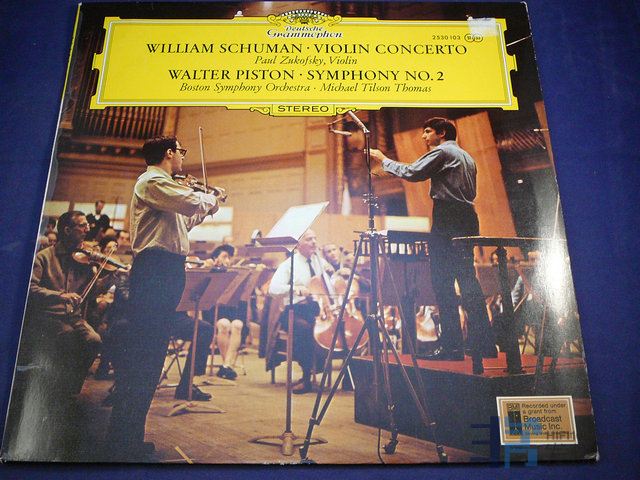 Deutsche
Grammophon
2530 103
WILLIAM SCHUMAN · VIOLIN CONCERTO
Paul Zukofsky, Violin
WALTER PISTON · SYMPHONY NO. 2
Boston Symphony Orchestra · Michael Tilson Thomas
STEREO
Recorded under
a grant from
Broadcast
Music Inc.
HIFI